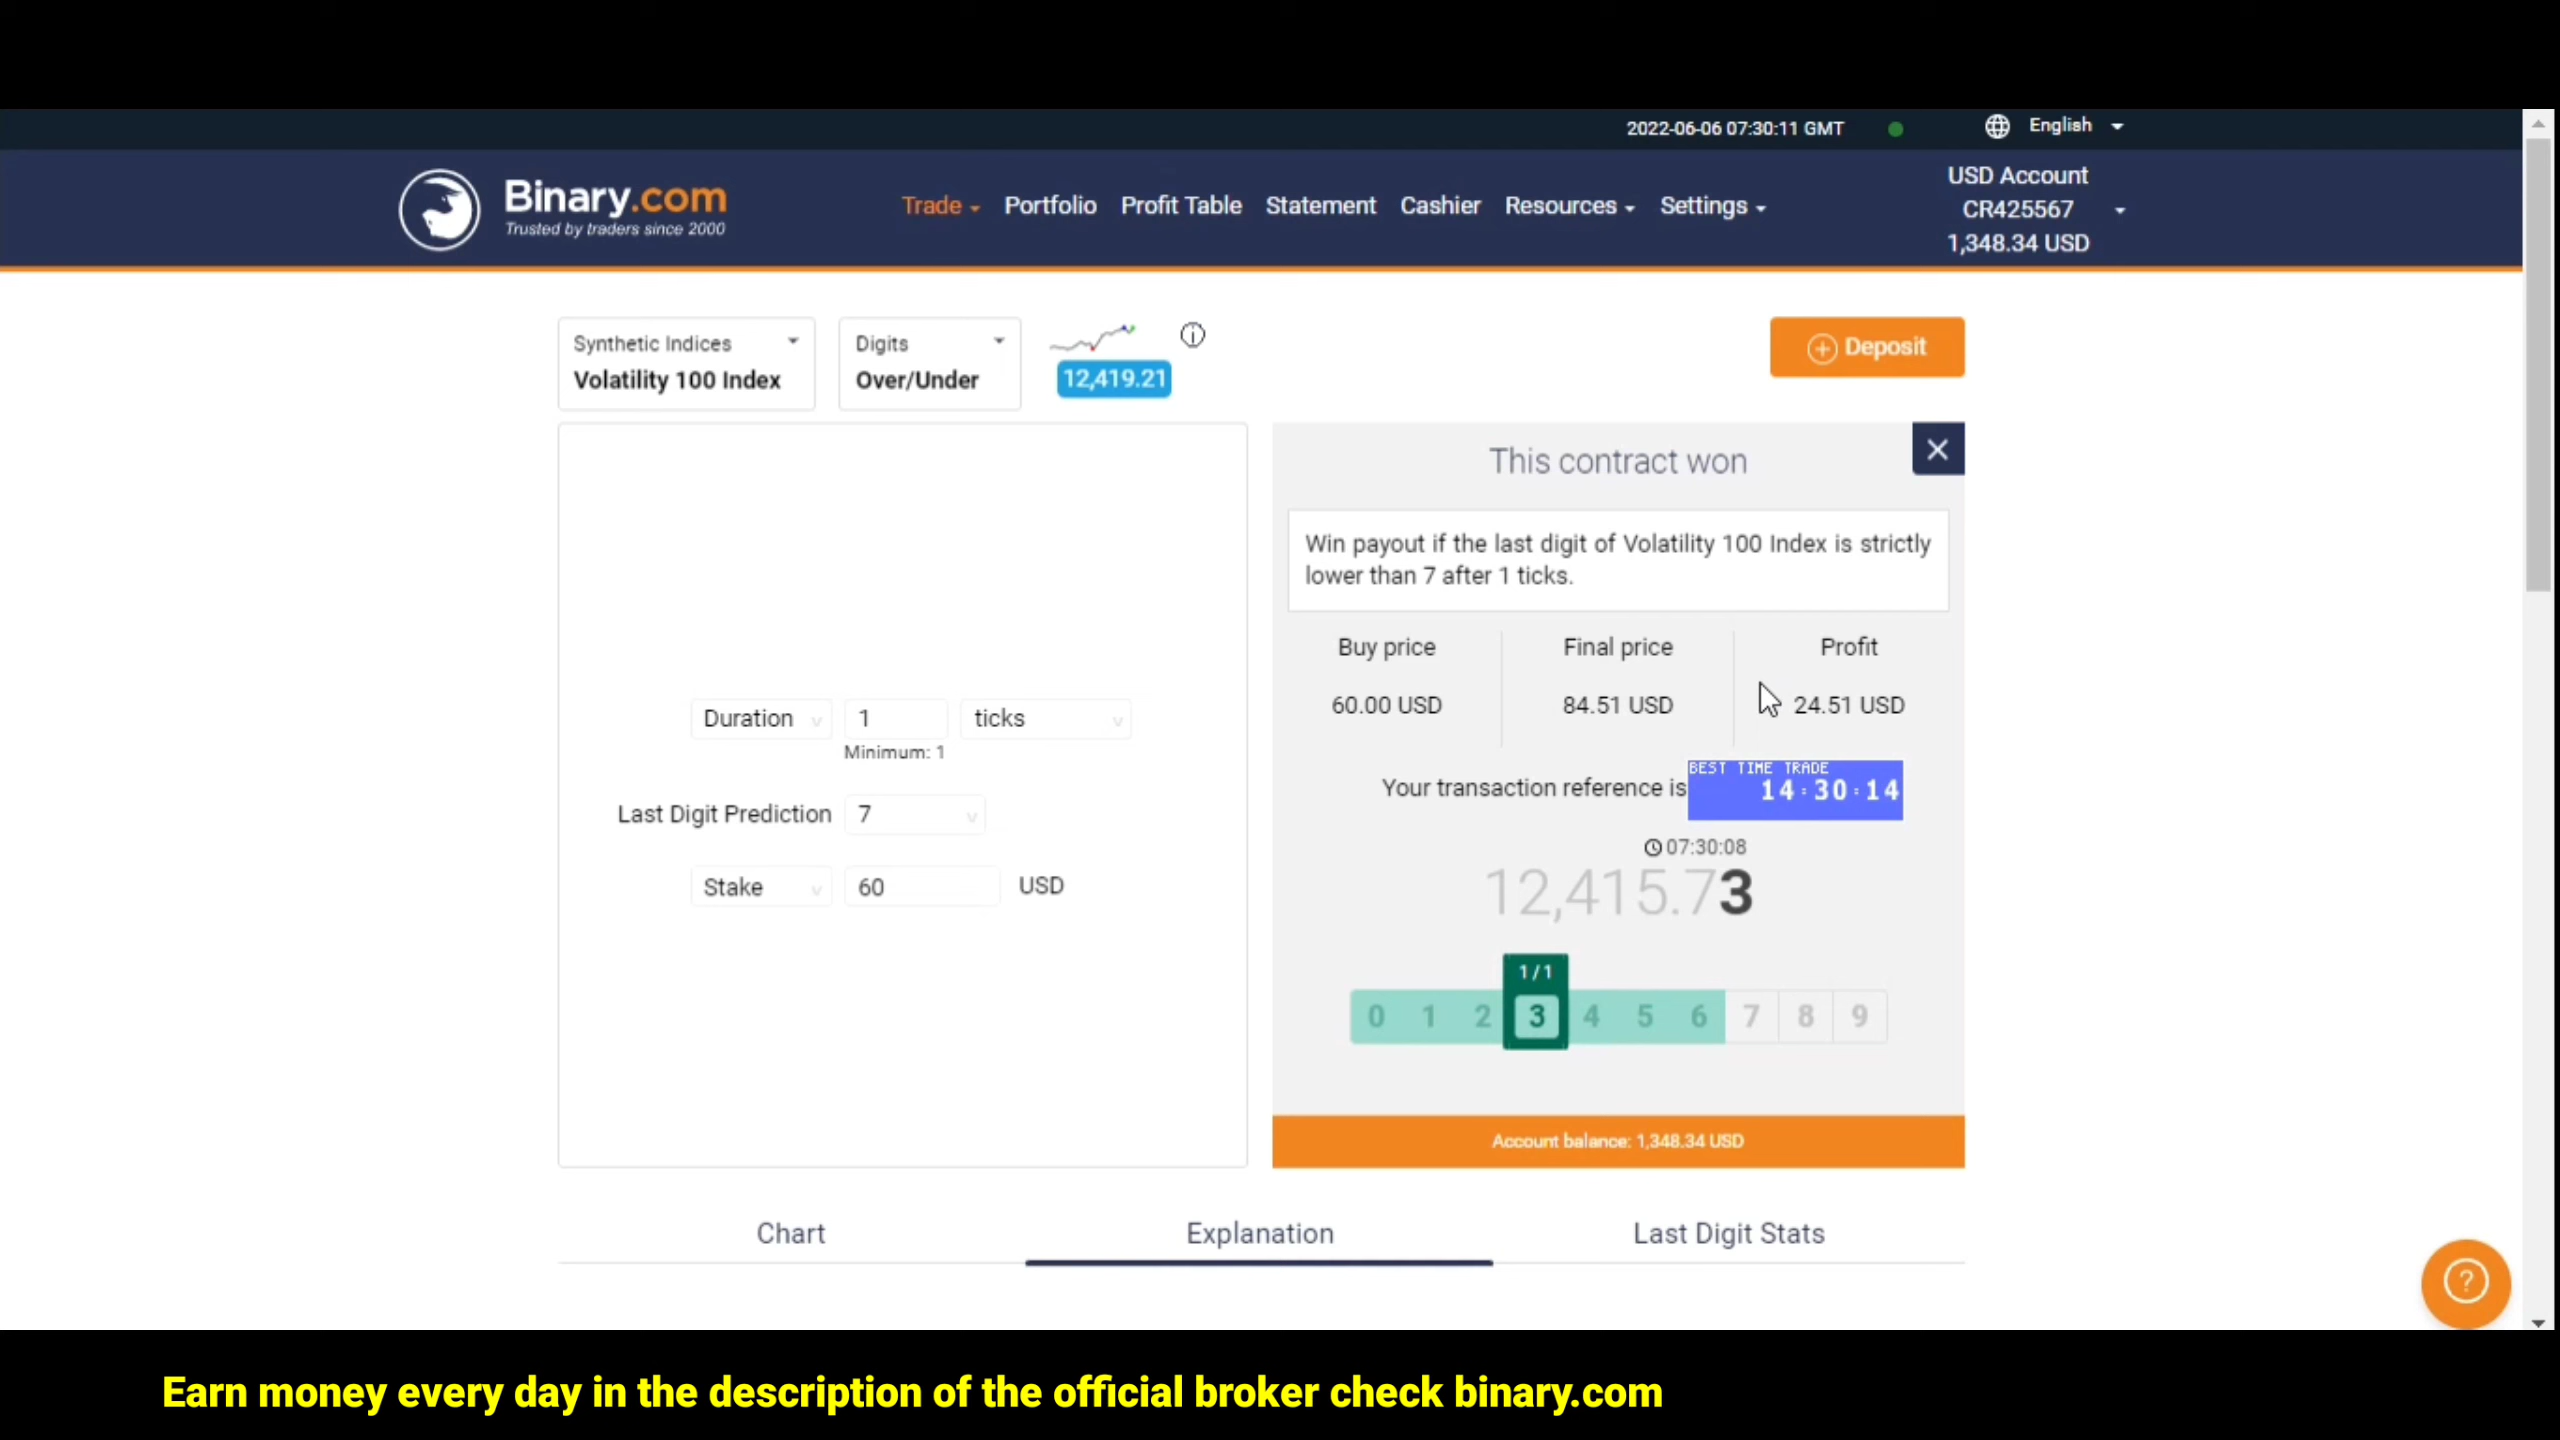 2022-06-06 07:30:11 GMT
English
Binary.com
Trusted by traders since 2000
Trade
Portfolio
Profit Table
Statement
Cashier
Resources
Settings
USD Account
CR425567
1,348.34 USD
Synthetic Indices
Volatility 100 Index
Digits
Over/Under
12,419.21
Deposit
Duration
1
ticks
Minimum: 1
Last Digit Prediction
7
Stake
60
USD
This contract won
Win payout if the last digit of Volatility 100 Index is strictly
lower than 7 after 1 ticks.
Buy price
Final price
Profit
60.00 USD
84.51 USD
24.51 USD
Your transaction reference is
BEST TIME TRADE
14:30:14
07:30:08
12,415.73
1/1
0 1 2 3 4 5 6 7 8 9
Account balance: 1,348.34 USD
Chart
Explanation
Last Digit Stats
?
Earn money every day in the description of the official broker check binary.com